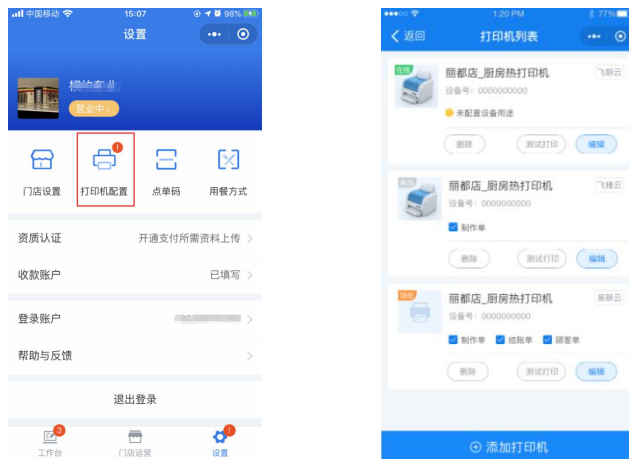 中国移动 15:07 98%
设置
营业中 >
门店设置 打印机配置 点单码 用餐方式
资质认证 开通支付所需资料上传 >
收款账户 已填写 >
登录账户 >
帮助与反馈 >
退出登录
3
工作台 门店运营 设置
1:20 PM 77%
返回 打印机列表
在线 丽都店_厨房热打印机
设备号：0000000000
未配置设备用途
删除 测试打印 编辑
丽都店_厨房热打印机
设备号：0000000000
制作单
删除 测试打印 编辑
缺纸 丽都店_厨房热打印机 易联云
设备号：0000000000
制作单 结账单 顾客单
删除 测试打印 编辑
添加打印机